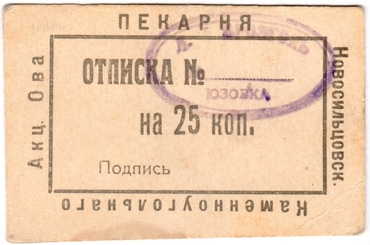 ПЕКАРНЯ
Акц. Ова
Новосильцовск.
Каменноугольнаго
ОТПИСКА №
ЮЗОВКА
на 25 коп.
Подпись